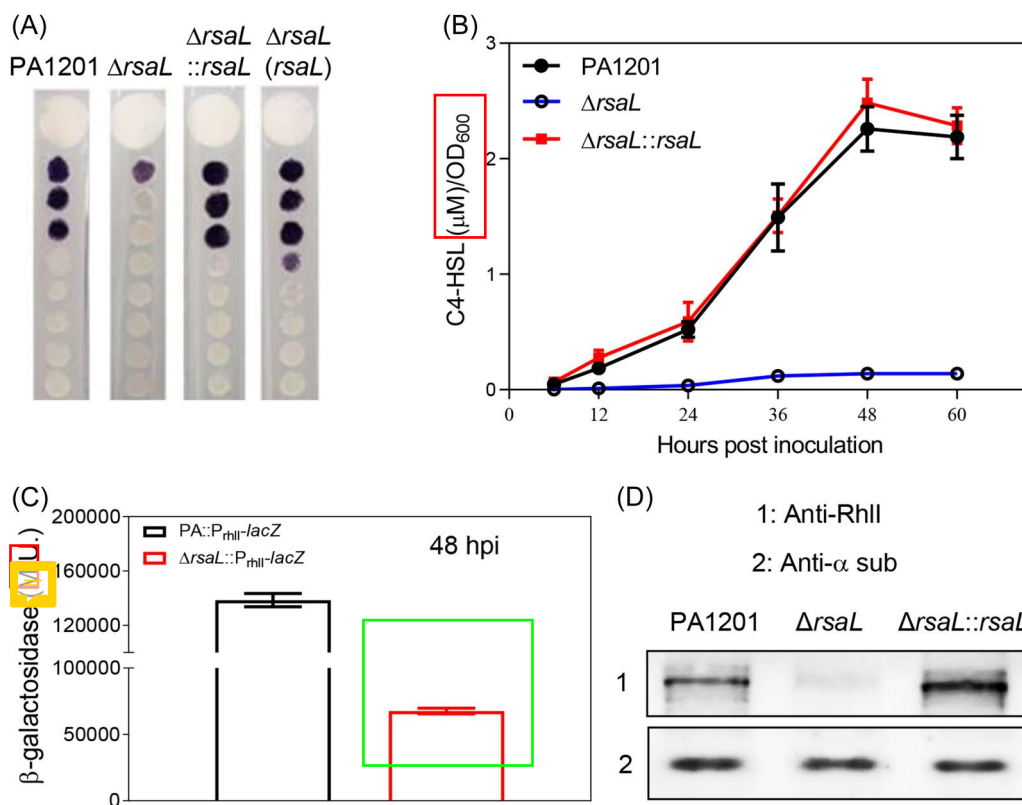 (A)
PA1201 ΔrsaL ΔrsaL::rsaL ΔrsaL(rsaL)
(B)
3
2
1
0
C4-HSL (μM)/OD600
PA1201
ΔrsaL
ΔrsaL::rsaL
0 12 24 36 48 60
Hours post inoculation
(C)
200000
160000
120000
100000
50000
0
β-galactosidase (M.U.)
PA::PrhlI-lacZ
ΔrsaL::PrhlI-lacZ
48 hpi
(D)
1: Anti-RhlI
2: Anti-α sub
PA1201 ΔrsaL ΔrsaL::rsaL
1
2